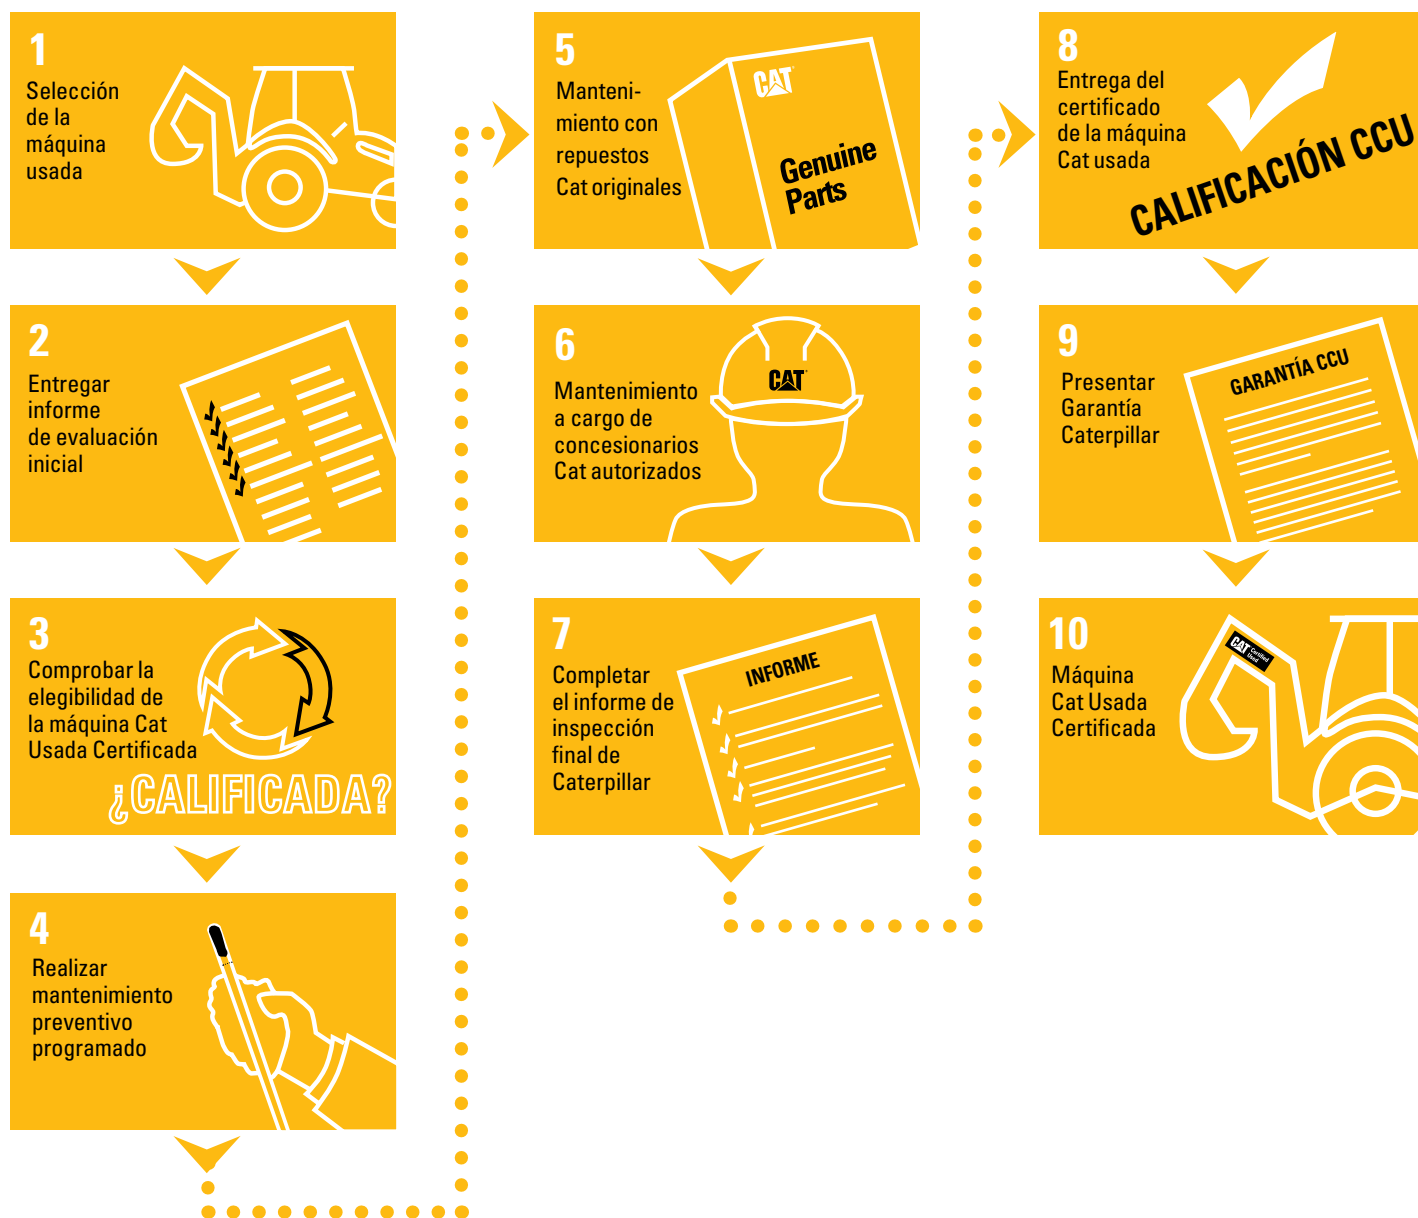 1
Selección
de la
máquina
usada
2
Entregar
informe
de evaluación
inicial
3
Comprobar la
elegibilidad de
la máquina Cat
Usada Certificada
¿CALIFICADA?
4
Realizar
mantenimiento
preventivo
programado
5
Manteni-
miento con
repuestos
Cat originales
CAT
Genuine
Parts
6
Mantenimiento
a cargo de
concesionarios
Cat autorizados
CAT
7
Completar
el informe de
inspección
final de
Caterpillar
INFORME
8
Entrega del
certificado
de la máquina
Cat usada
CALIFICACIÓN CCU
9
Presentar
Garantía
Caterpillar
GARANTÍA CCU
10
Máquina
Cat Usada
Certificada
CAT Certified
Used